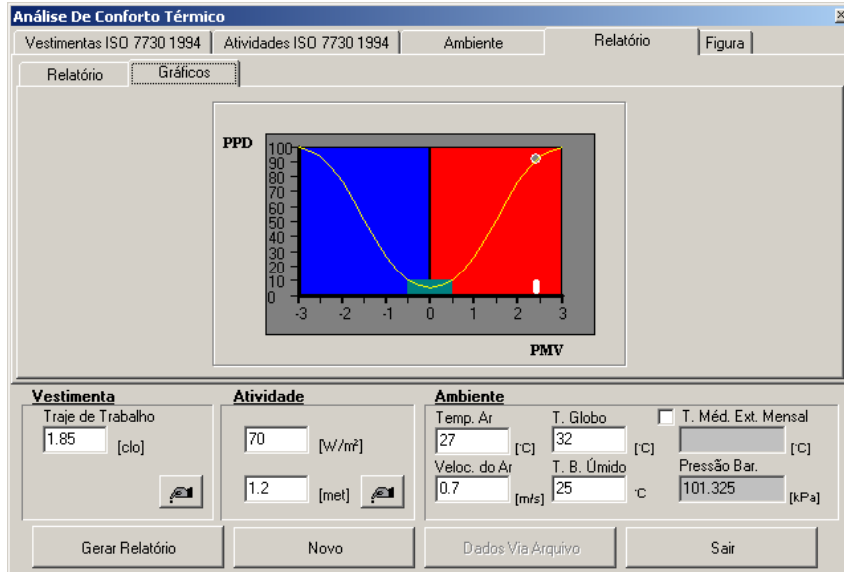 Análise De Conforto Térmico
Vestimentas ISO 7730 1994 Atividades ISO 7730 1994 Ambiente Relatório Figura
Relatório Gráficos
PPD
100
90
80
70
60
50
40
30
20
10
0
-3 -2 -1 0 1 2 3
PMV
Vestimenta Atividade Ambiente
Traje de Trabalho Temp. Ar T. Globo T. Méd. Ext. Mensal
1.85 [clo] 70 [W/m²] 27 [°C] 32 [°C] [°C]
Veloc. do Ar T. B. Úmido Pressão Bar.
1.2 [met] 0.7 [m/s] 25 °C 101.325 [kPa]
Gerar Relatório Novo Dados Via Arquivo Sair